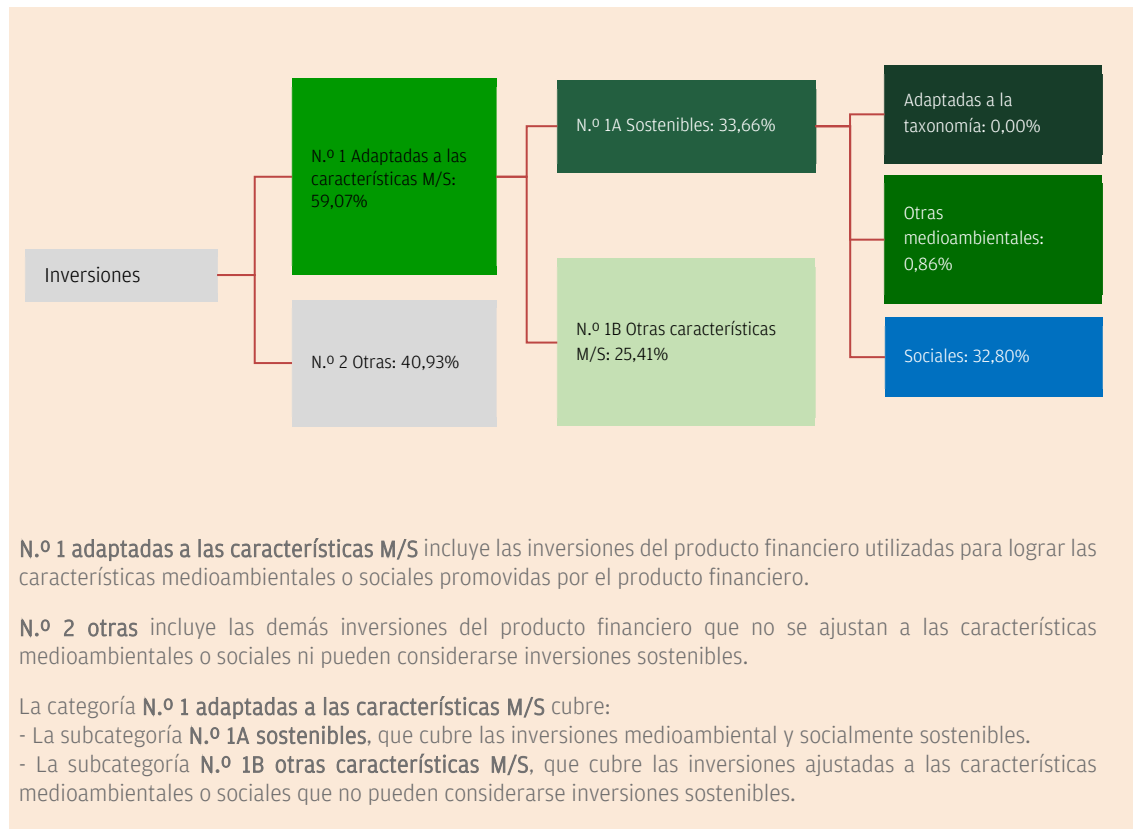 Inversiones
N.º 1 Adaptadas a las
características M/S:
59,07%
N.º 2 Otras: 40,93%
N.º 1A Sostenibles: 33,66%
N.º 1B Otras características
M/S: 25,41%
Adaptadas a la
taxonomía: 0,00%
Otras
medioambientales:
0,86%
Sociales: 32,80%
N.º 1 adaptadas a las características M/S incluye las inversiones del producto financiero utilizadas para lograr las
características medioambientales o sociales promovidas por el producto financiero.
N.º 2 otras incluye las demás inversiones del producto financiero que no se ajustan a las características
medioambientales o sociales ni pueden considerarse inversiones sostenibles.
La categoría N.º 1 adaptadas a las características M/S cubre:
- La subcategoría N.º 1A sostenibles, que cubre las inversiones medioambiental y socialmente sostenibles.
- La subcategoría N.º 1B otras características M/S, que cubre las inversiones ajustadas a las características
medioambientales o sociales que no pueden considerarse inversiones sostenibles.